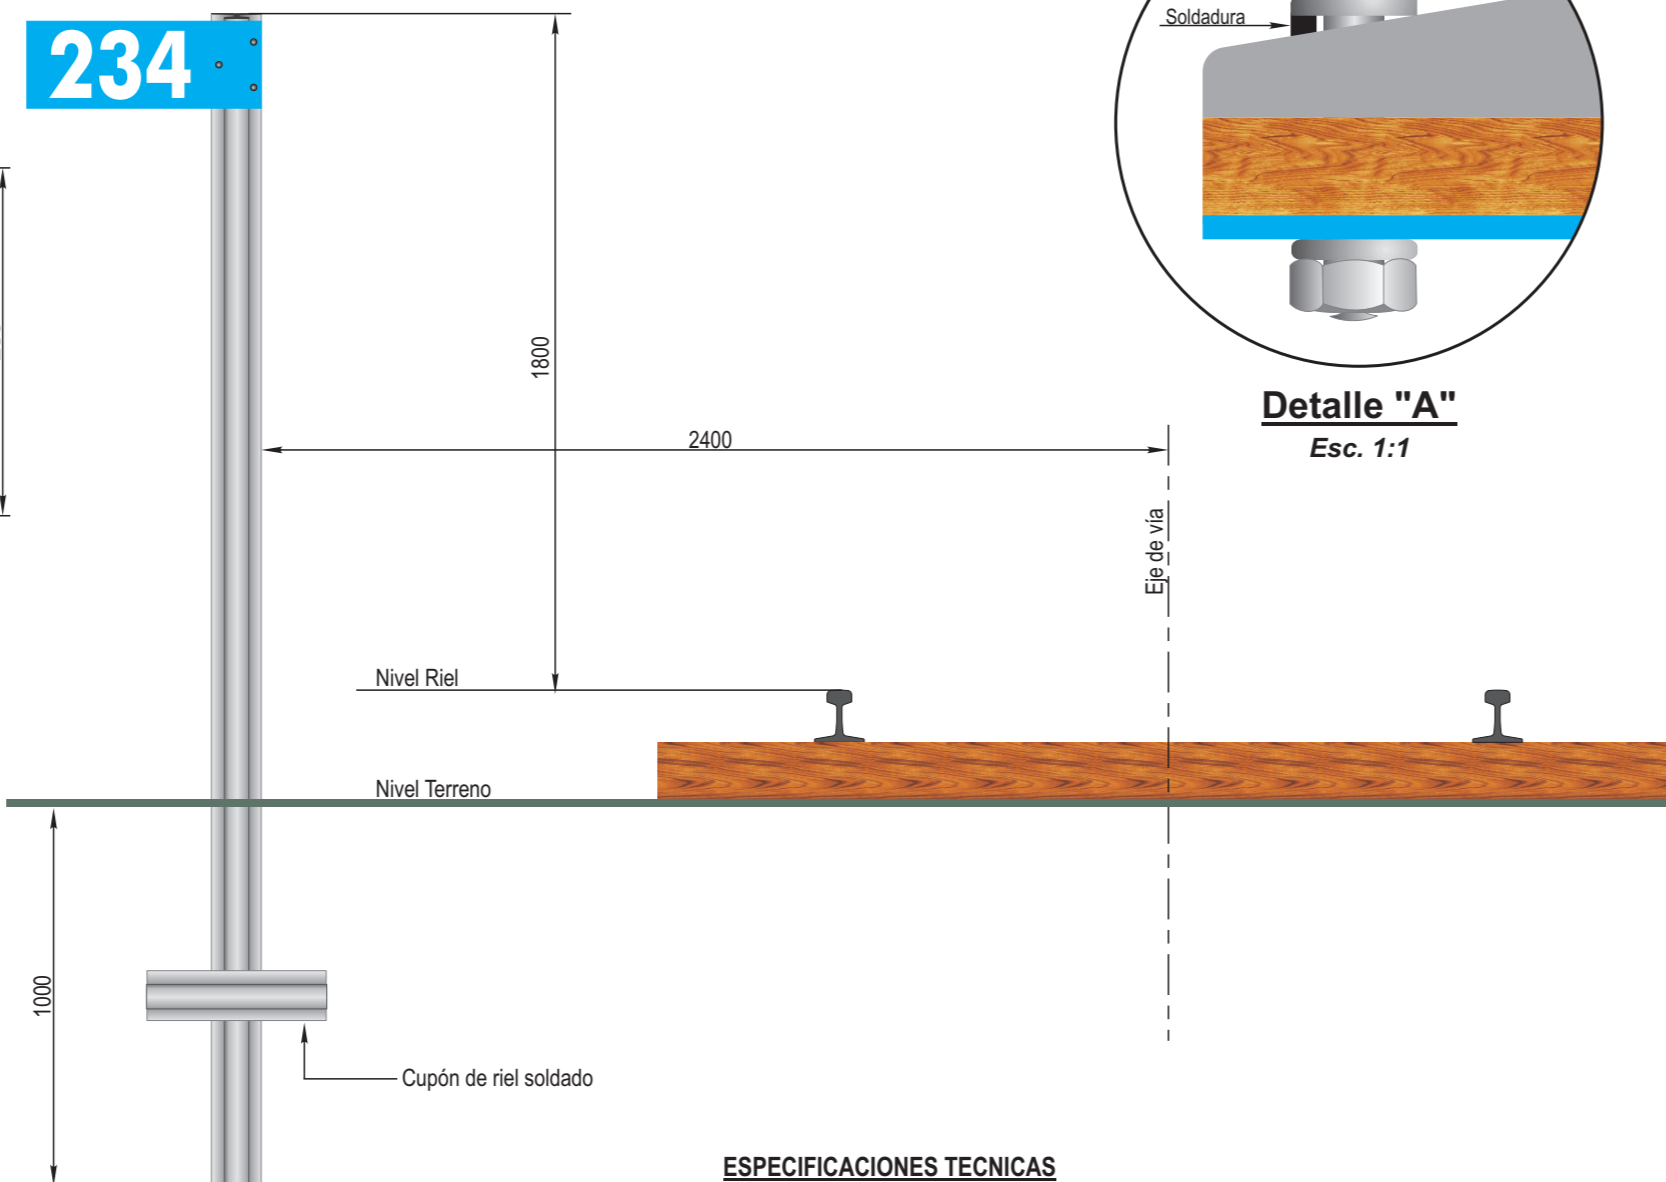 Soldadura
234
1800
Detalle "A"
Esc. 1:1
2400
Eje de vía
Nivel Riel
Nivel Terreno
1000
Cupón de riel soldado
ESPECIFICACIONES TECNICAS